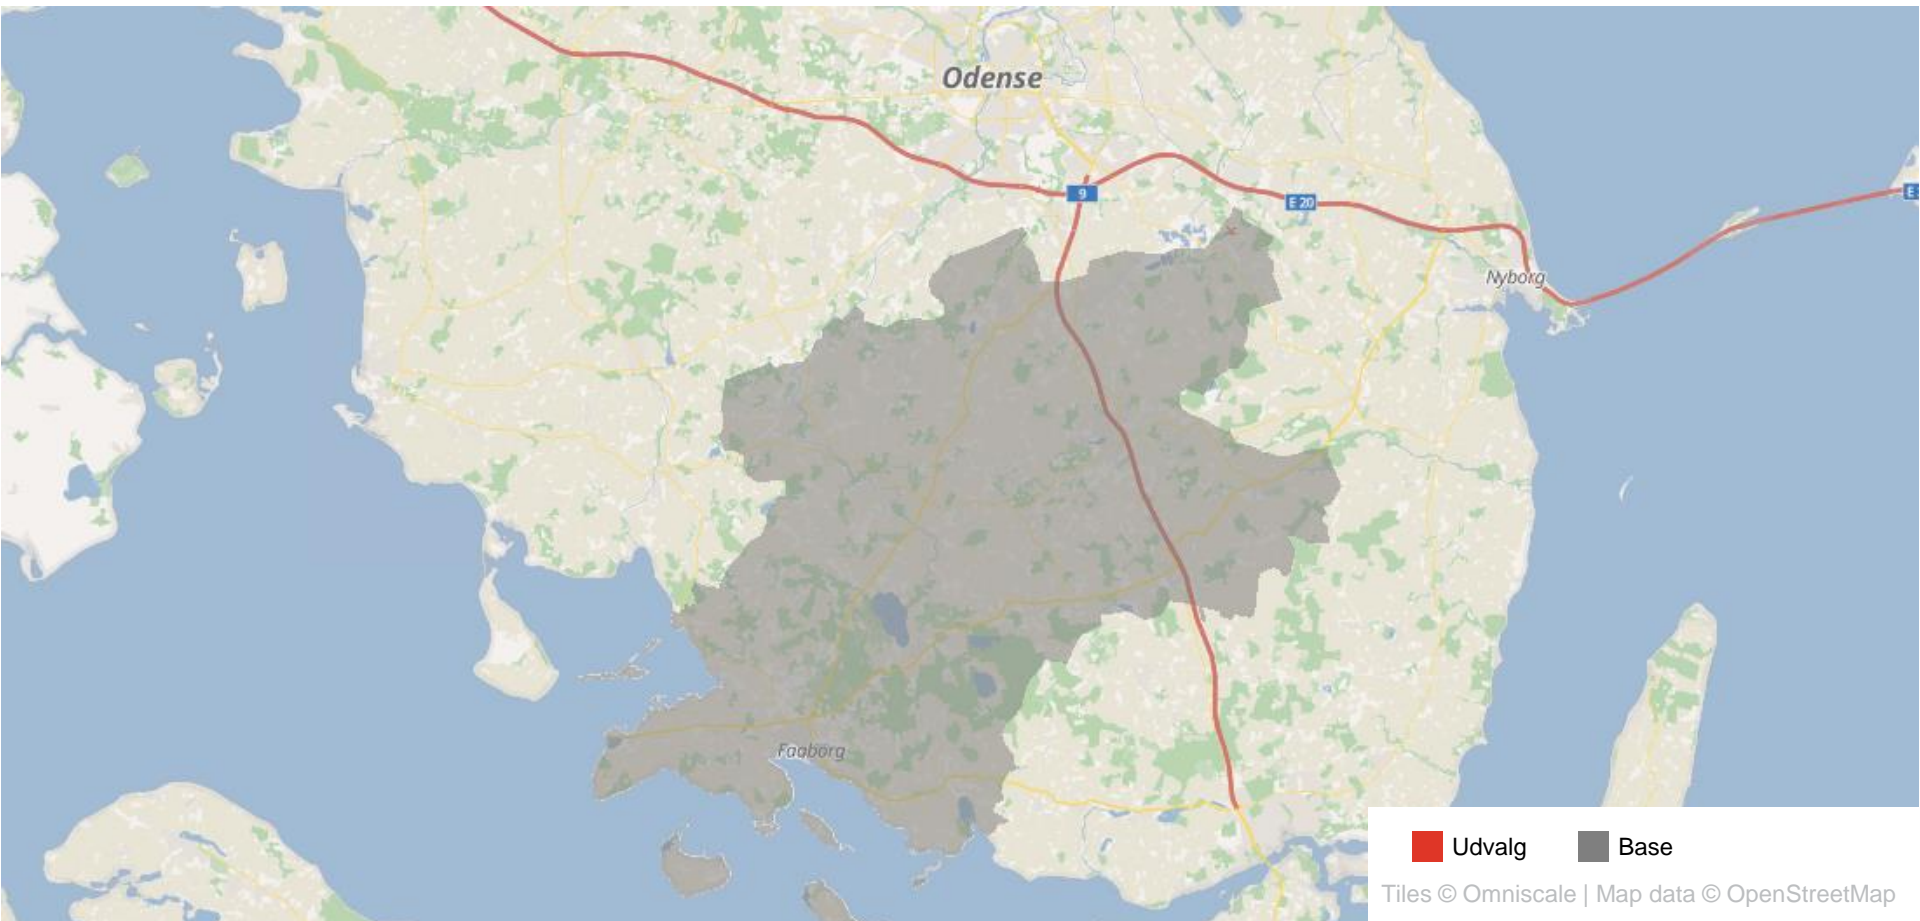 Odense
9
E 20
E
Nyborg
Faaborg
Udvalg
Base
Tiles © Omniscale | Map data © OpenStreetMap